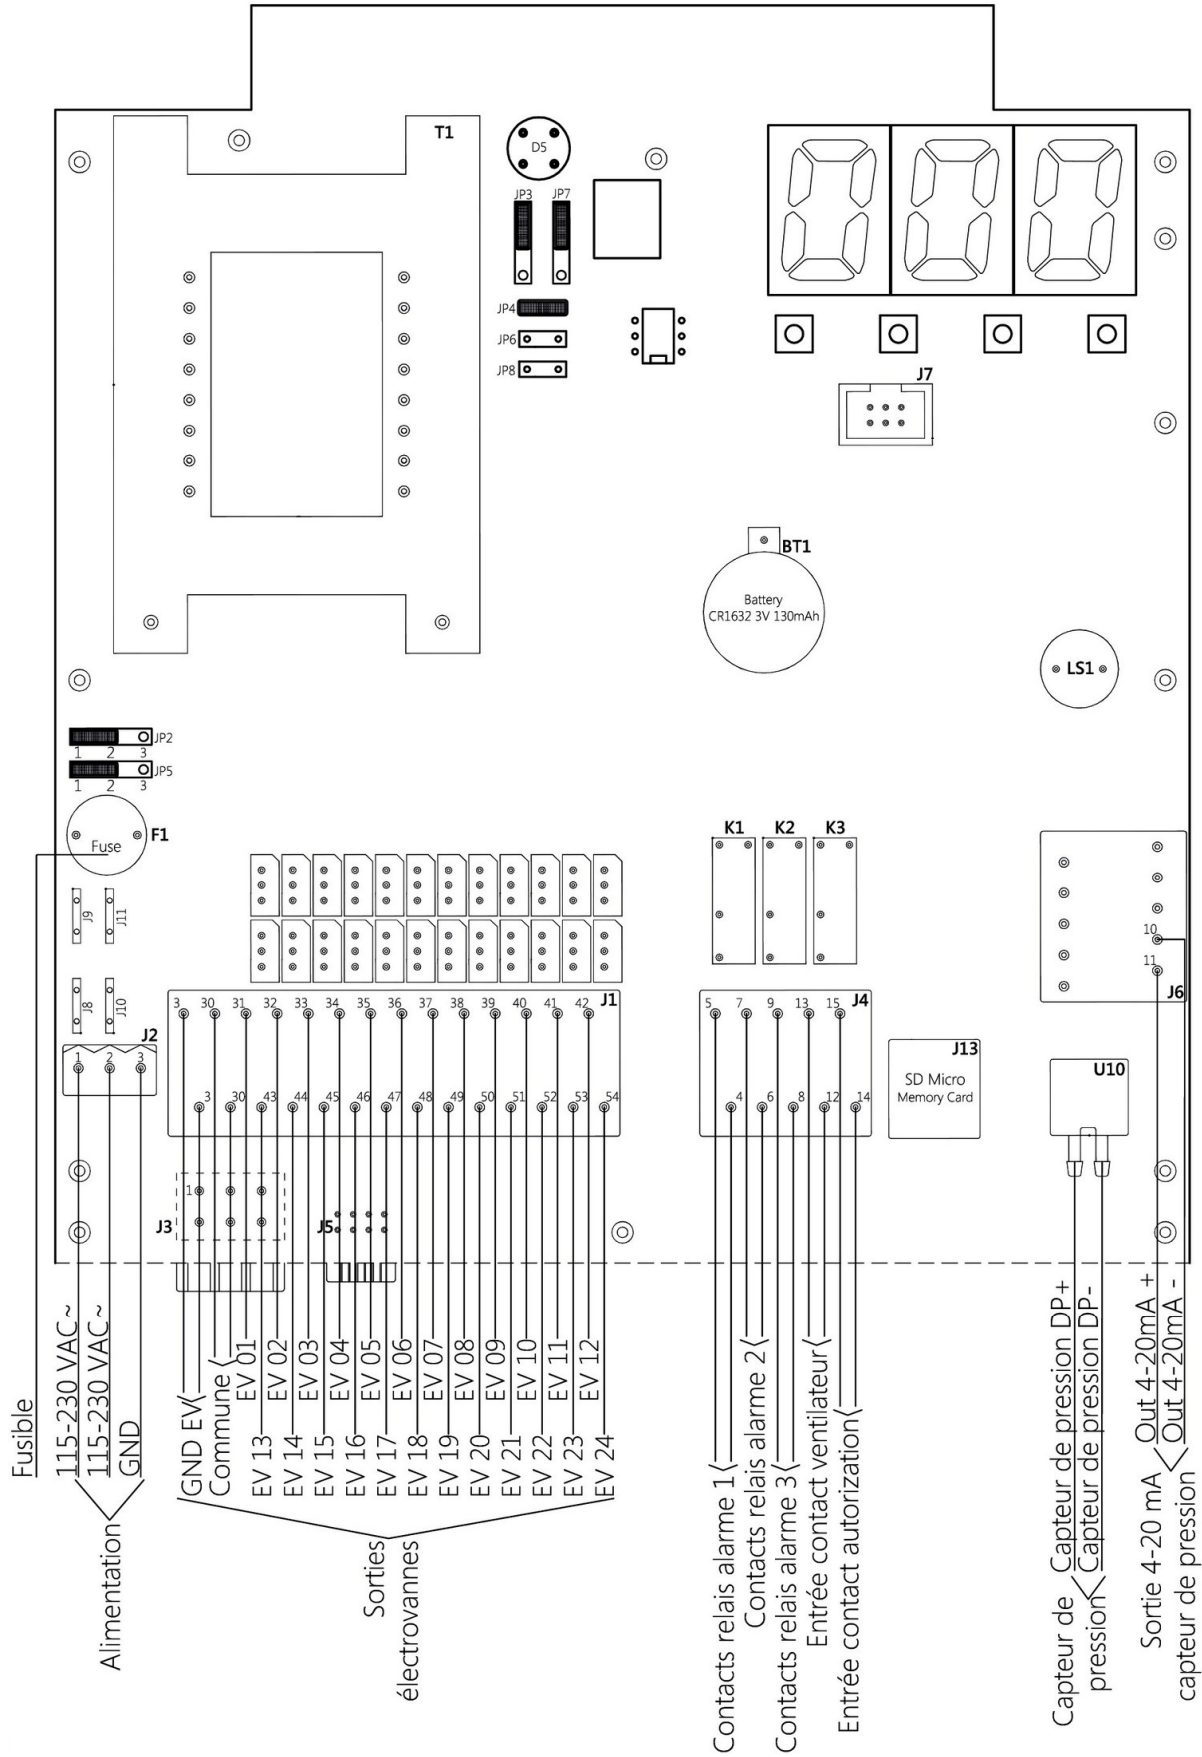 T1
D5
JP3 JP7
JP4
JP6
JP8
J7
BT1
Battery
CR1632 3V 130mAh
LS1
JP2
1 2 3
JP5
1 2 3
F1
Fuse
K1 K2 K3
J9 J11
J8 J10
10
11
J6
J2
1 2 3
3 30 31 32 33 34 35 36 37 38 39 40 41 42 J1
3 30 43 44 45 46 47 48 49 50 51 52 53 54
5 7 9 13 15 J4
4 6 8 12 14
J13
SD Micro
Memory Card
U10
J3
1
J5
Fusible
115-230 VAC~
115-230 VAC~
GND
Alimentation
GND EV
Commune
EV 01
EV 02
EV 03
EV 04
EV 05
EV 06
EV 07
EV 08
EV 09
EV 10
EV 11
EV 12
EV 13
EV 14
EV 15
EV 16
EV 17
EV 18
EV 19
EV 20
EV 21
EV 22
EV 23
EV 24
Sorties
électrovannes
Contacts relais alarme 1
Contacts relais alarme 2
Contacts relais alarme 3
Entrée contact ventilateur
Entrée contact autorization
Capteur de pression DP+
Capteur de pression DP-
Capteur de
pression
Out 4-20mA +
Out 4-20mA -
Sortie 4-20 mA
capteur de pression